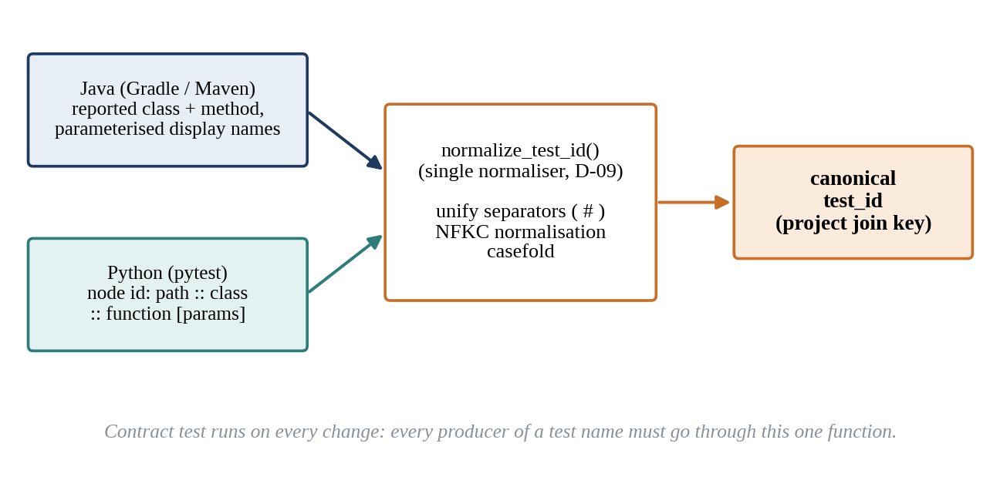 Java (Gradle / Maven)
reported class + method,
parameterised display names
Python (pytest)
node id: path :: class
:: function [params]
normalize_test_id()
(single normaliser, D-09)
unify separators ( # )
NFKC normalisation
casefold
canonical
test_id
(project join key)
Contract test runs on every change: every producer of a test name must go through this one function.